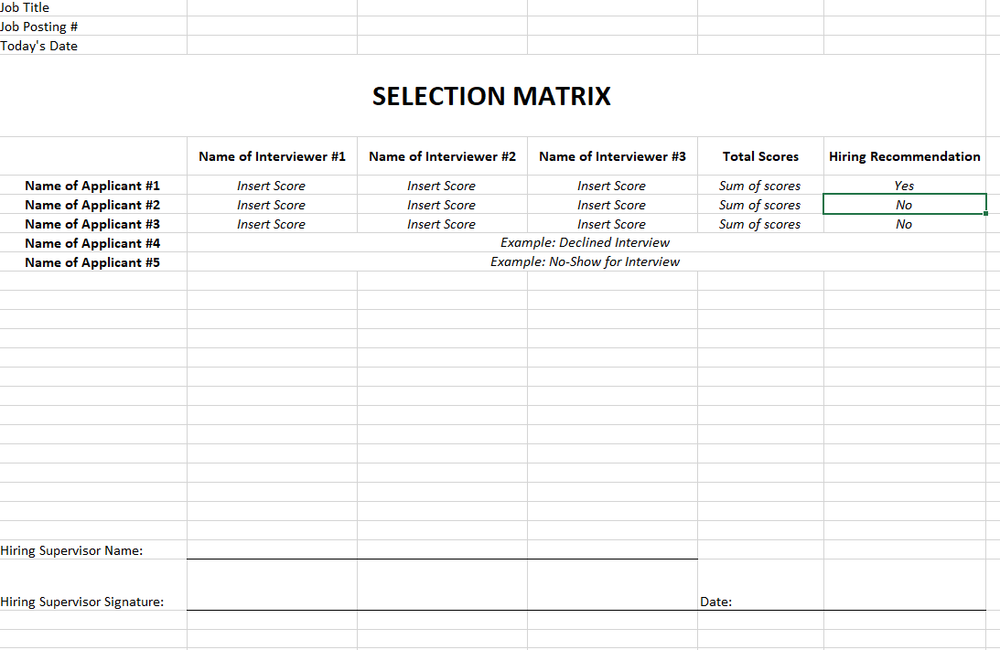 Job Title
Job Posting #
Today's Date
SELECTION MATRIX
Name of Interviewer #1 Name of Interviewer #2 Name of Interviewer #3 Total Scores Hiring Recommendation
Name of Applicant #1 Insert Score Insert Score Insert Score Sum of scores Yes
Name of Applicant #2 Insert Score Insert Score Insert Score Sum of scores No
Name of Applicant #3 Insert Score Insert Score Insert Score Sum of scores No
Name of Applicant #4 Example: Declined Interview
Name of Applicant #5 Example: No-Show for Interview
Hiring Supervisor Name:
Hiring Supervisor Signature: Date: